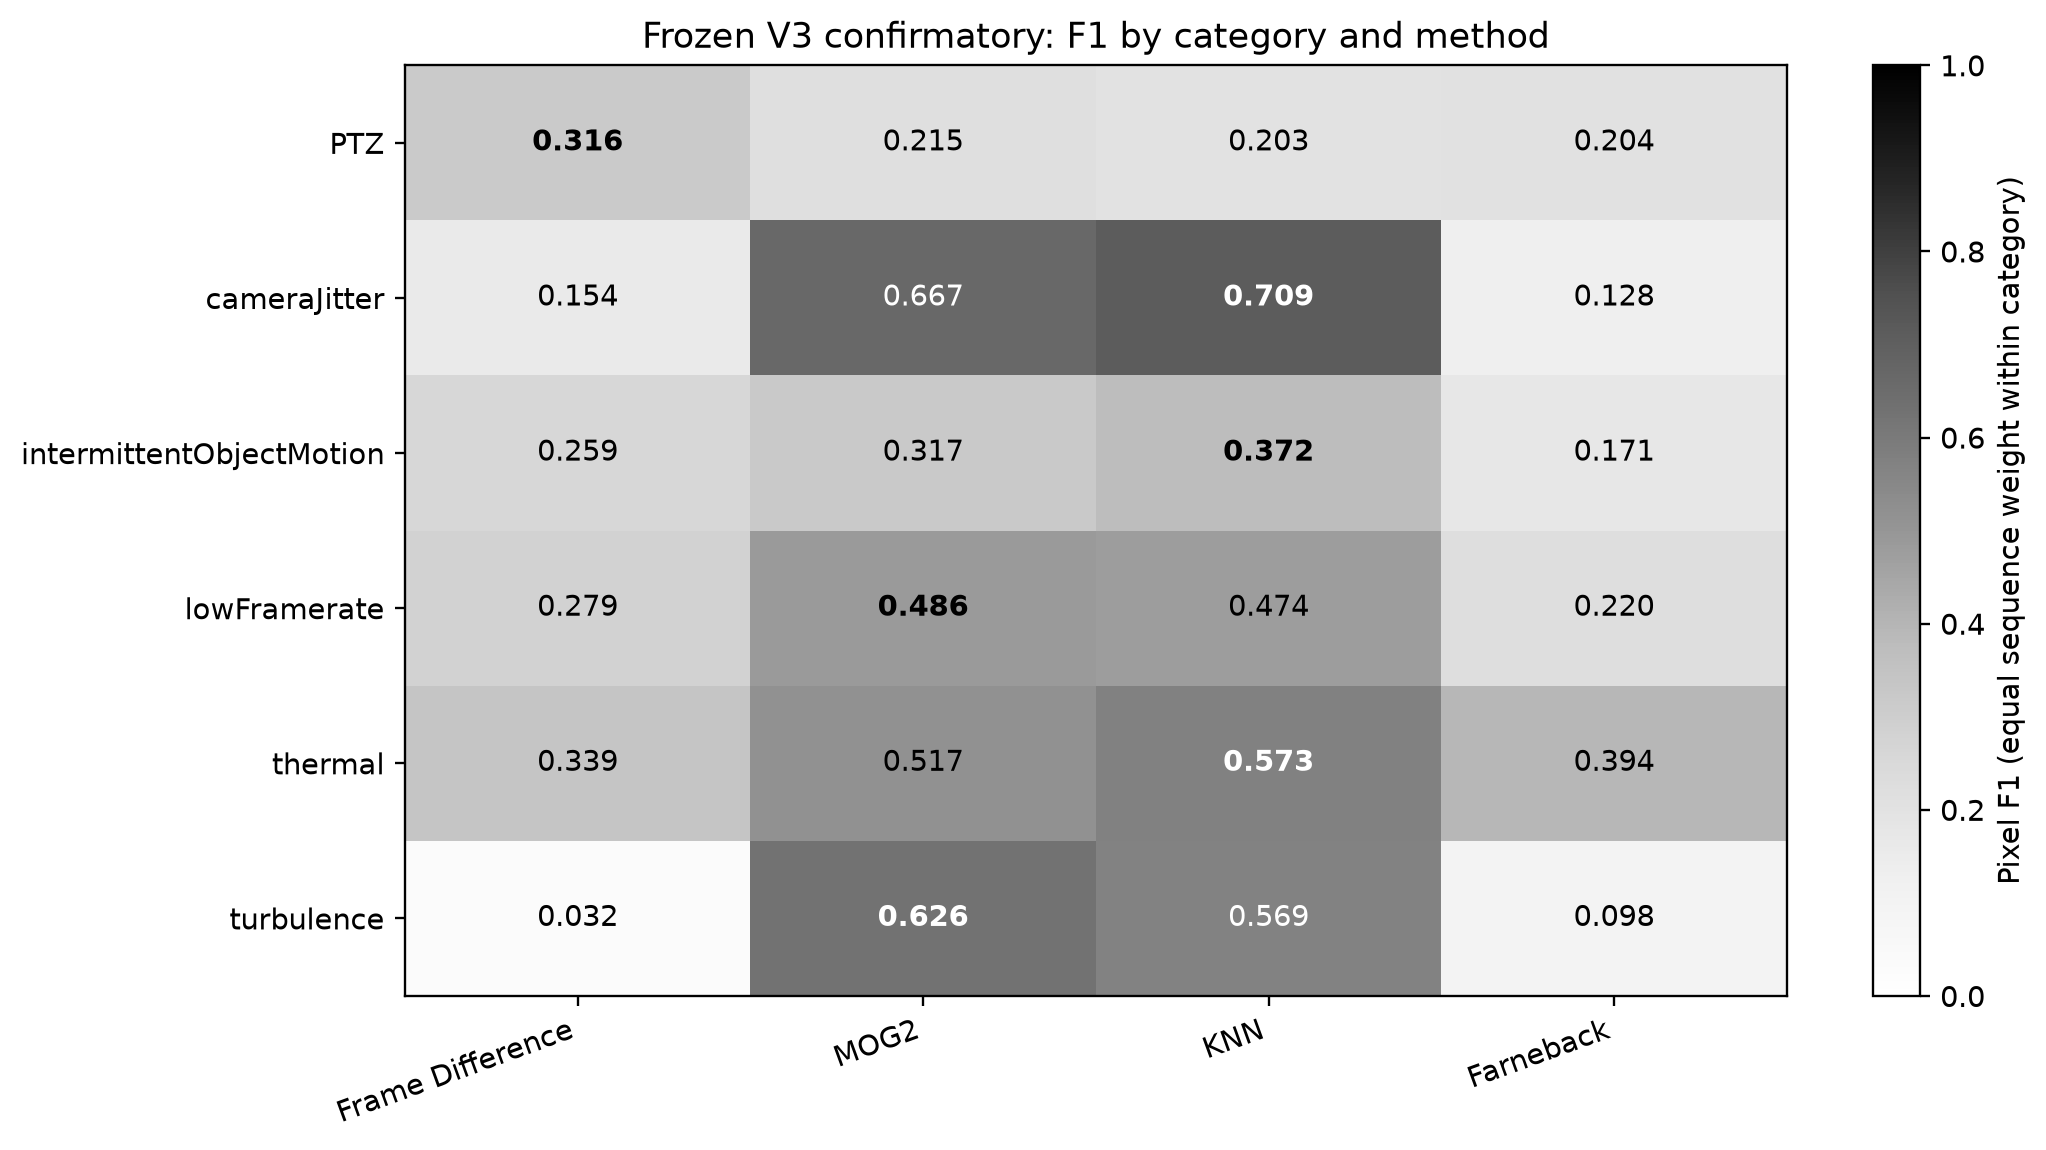 Frozen V3 confirmatory: F1 by category and method
PTZ 0.316 0.215 0.203 0.204
cameraJitter 0.154 0.667 0.709 0.128
intermittentObjectMotion 0.259 0.317 0.372 0.171
lowFramerate 0.279 0.486 0.474 0.220
thermal 0.339 0.517 0.573 0.394
turbulence 0.032 0.626 0.569 0.098
Frame Difference MOG2 KNN Farneback
1.0
0.8
0.6
0.4
0.2
0.0
Pixel F1 (equal sequence weight within category)